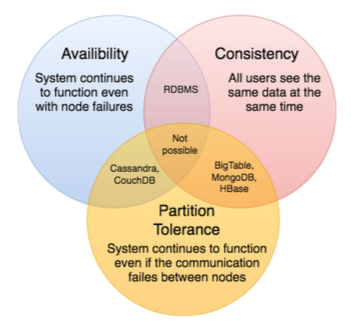 Availibility
System continues
to function even
with node failures
Consistency
All users see the
same data at the
same time
RDBMS
Not
possible
Cassandra,
CouchDB
BigTable,
MongoDB,
HBase
Partition
Tolerance
System continues to function
even if the communication
failes between nodes